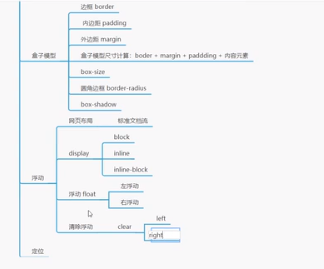 边框 border
内边距 padding
外边距 margin
盒子模型
盒子模型尺寸计算：boder + margin + paddding + 内容元素
box-size
圆角边框 border-radius
box-shadow
网页布局 标准文档流
block
display
inline
inline-block
浮动
左浮动
浮动 float
右浮动
left
清除浮动 clear
right
定位